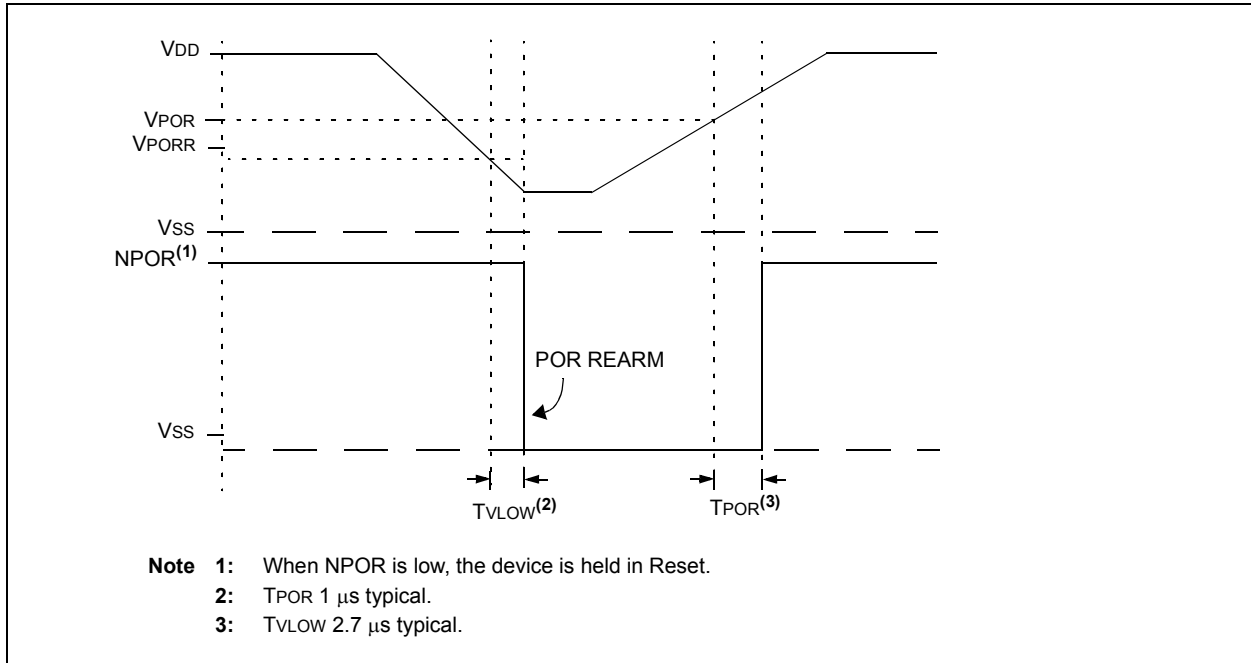 VDD
VPOR
VPORR
VSS
NPOR(1)
POR REARM
VSS
TVLOW(2)
TPOR(3)
Note 1: When NPOR is low, the device is held in Reset.
2: TPOR 1 μs typical.
3: TVLOW 2.7 μs typical.